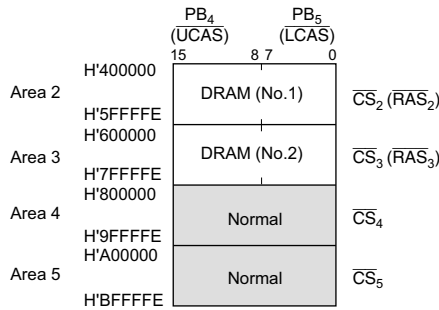 PB4 PB5
(UCAS) (LCAS)
15 8 7 0
H'400000
Area 2 DRAM (No.1) CS2 (RAS2)
H'5FFFFE
H'600000
Area 3 DRAM (No.2) CS3 (RAS3)
H'7FFFFE
H'800000
Area 4 Normal CS4
H'9FFFFE
H'A00000
Area 5 Normal CS5
H'BFFFFE